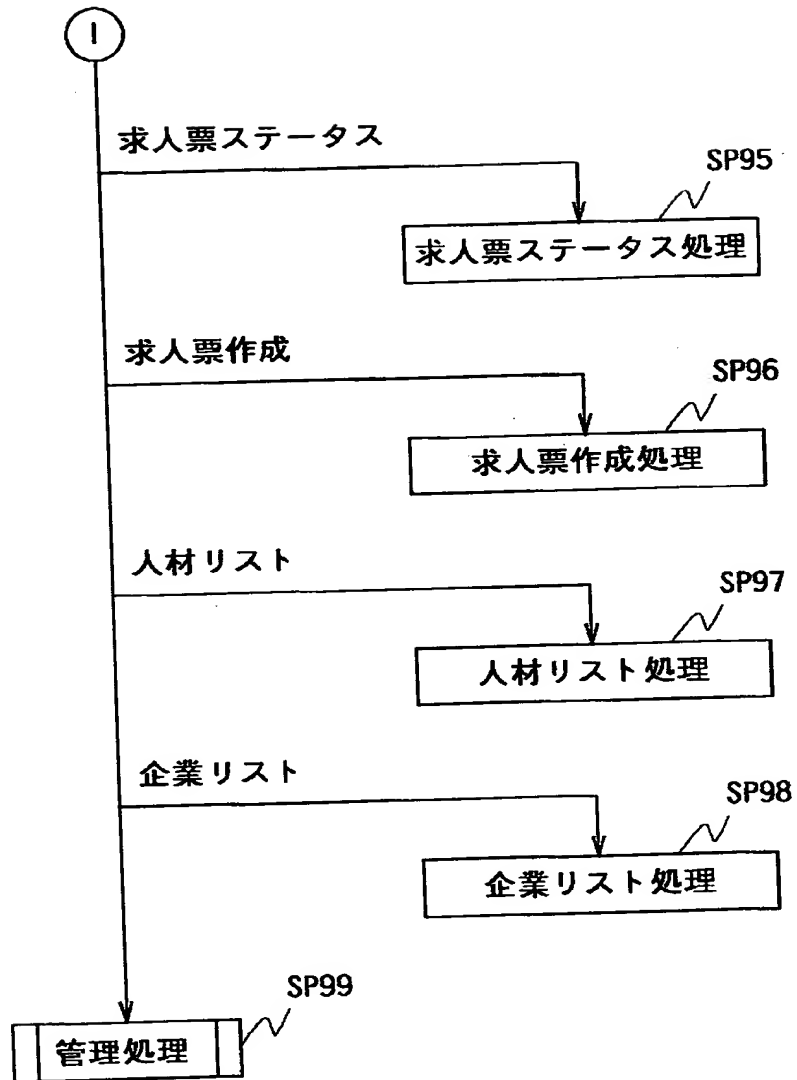 I
求人票ステータス
SP95
求人票ステータス処理
求人票作成
SP96
求人票作成処理
人材リスト
SP97
人材リスト処理
企業リスト
SP98
企業リスト処理
SP99
管理処理